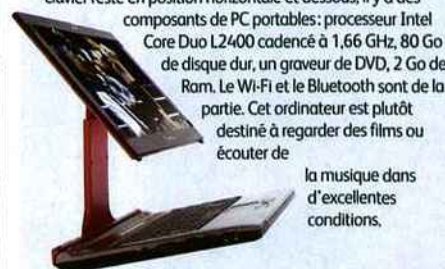 clavier reste en position horizontale et dessous, il y a des
composants de PC portables : processeur Intel
Core Duo L2400 cadencé à 1,66 GHz, 80 Go
de disque dur, un graveur de DVD, 2 Go de
Ram. Le Wi-Fi et le Bluetooth sont de la
partie. Cet ordinateur est plutôt
destiné à regarder des films ou
écouter de
la musique dans
d'excellentes
conditions,